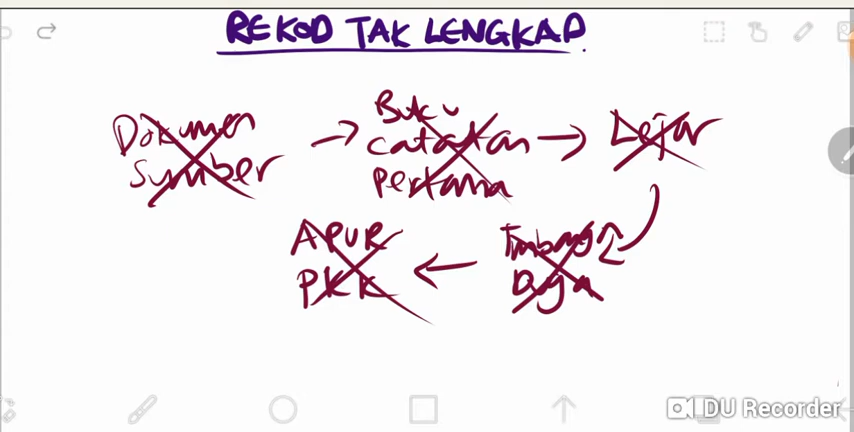 REKOD TAK LENGKAP.
Dokumen
Sumber
Buku
catatan
Pertama
Lejar
Imbangan
Duga
APUR
PKK
DU Recorder